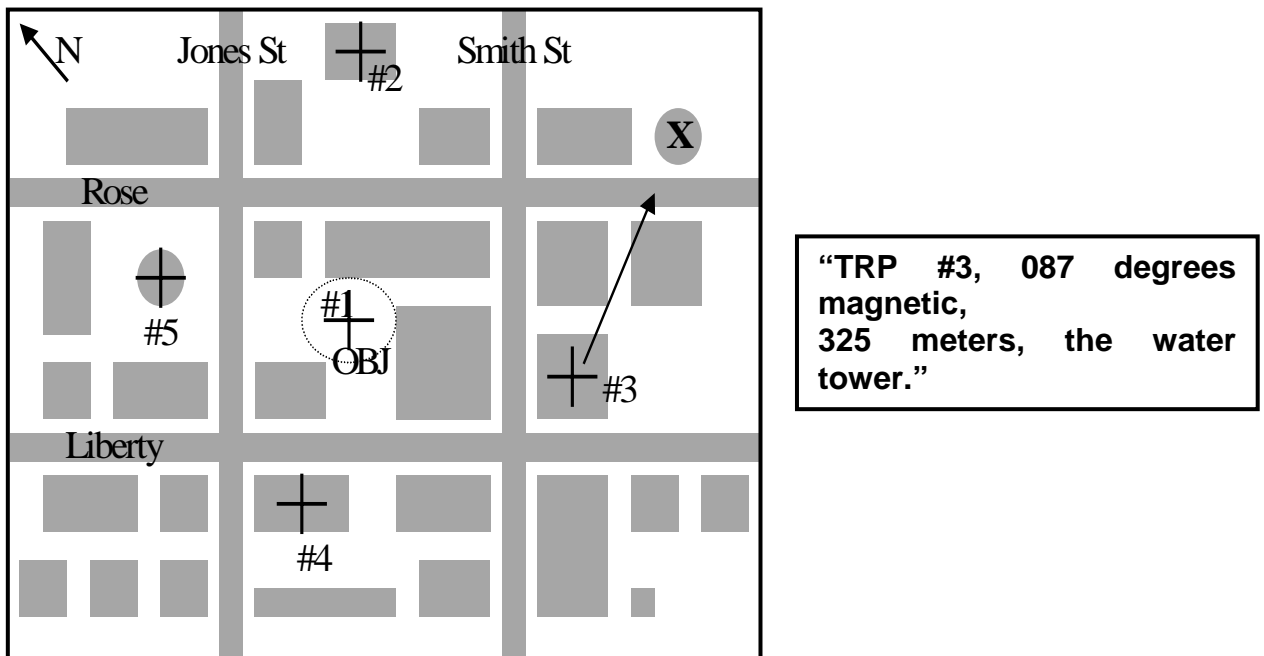 N
Jones St
Smith St
#2
X
Rose
#1
#5
OBJ
#3
Liberty
#4
“TRP #3, 087 degrees
magnetic,
325 meters, the water
tower.”